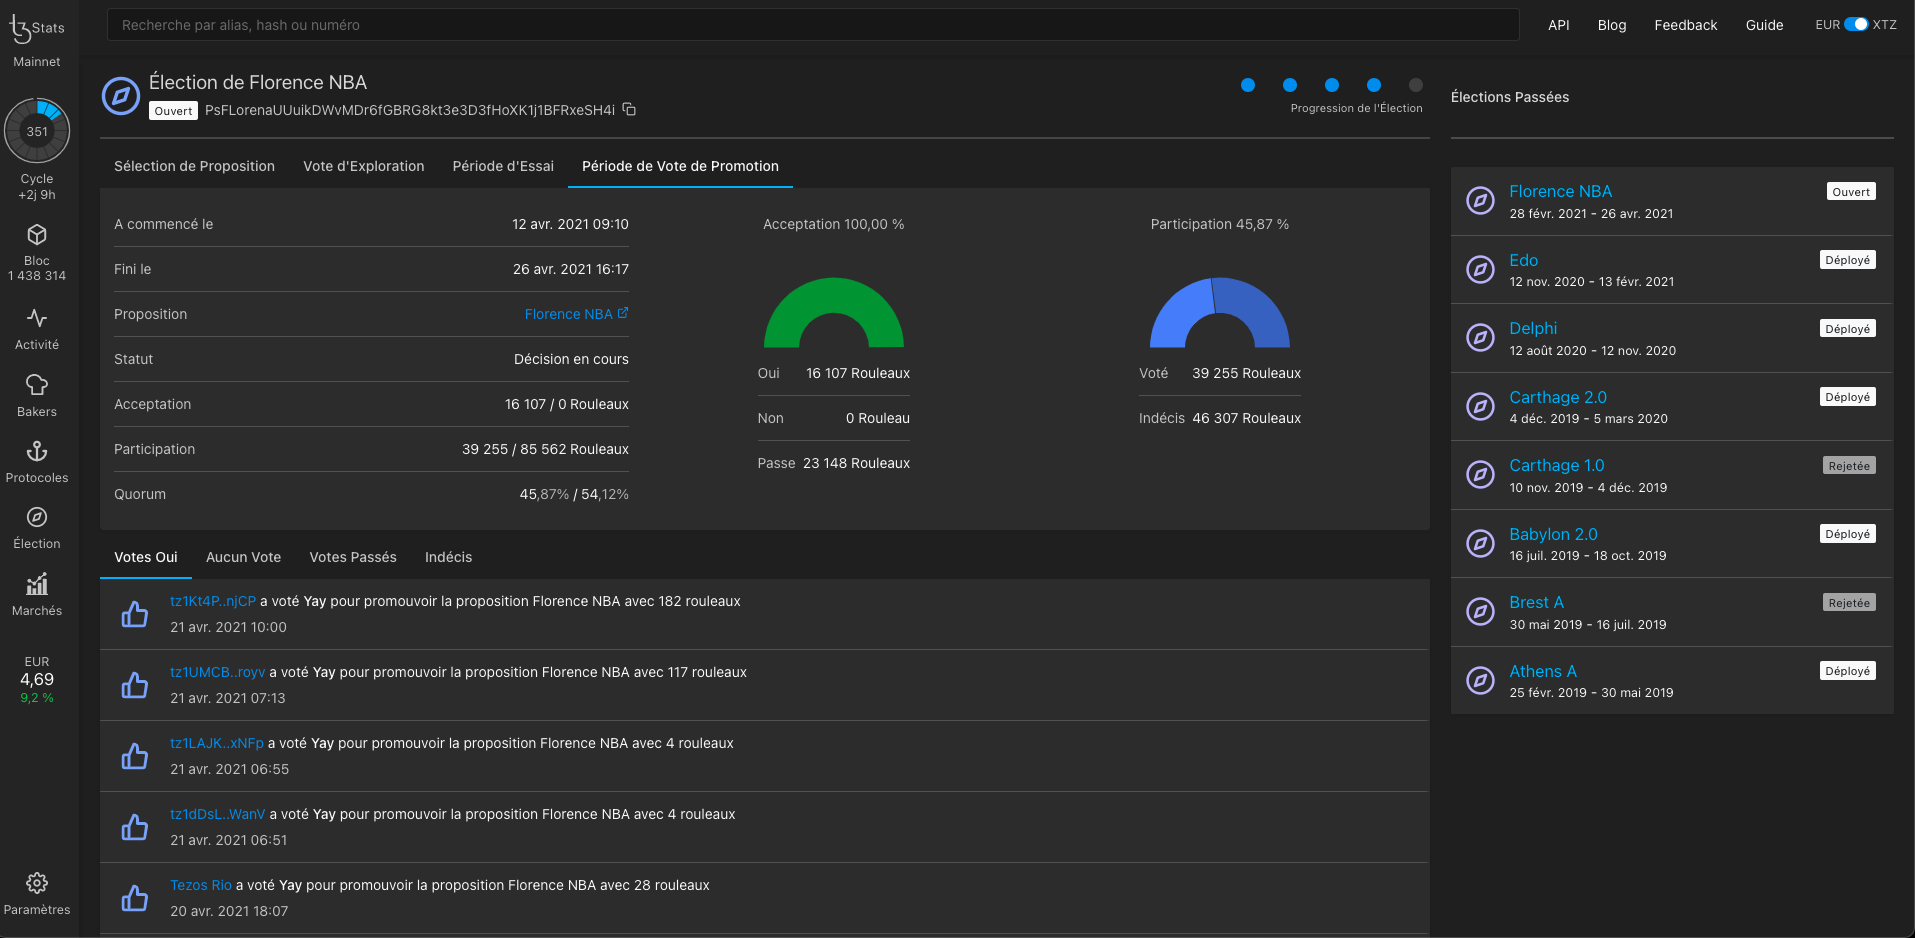 tz Stats
Mainnet
351
Cycle
+2j 9h
Bloc
1 438 314
Activité
Bakers
Protocoles
Élection
Marchés
EUR
4,69
9,2 %
Paramètres
Recherche par alias, hash ou numéro
API Blog Feedback Guide EUR XTZ
Élection de Florence NBA
Ouvert PsFLorenaUUuikDWvMDr6fGBRG8kt3e3D3fHoXK1j1BFRxeSH4i
Progression de l'Élection
Sélection de Proposition Vote d'Exploration Période d'Essai Période de Vote de Promotion
A commencé le 12 avr. 2021 09:10
Fini le 26 avr. 2021 16:17
Proposition Florence NBA
Statut Décision en cours
Acceptation 16 107 / 0 Rouleaux
Participation 39 255 / 85 562 Rouleaux
Quorum 45,87% / 54,12%
Acceptation 100,00 %
Oui 16 107 Rouleaux
Non 0 Rouleau
Passe 23 148 Rouleaux
Participation 45,87 %
Voté 39 255 Rouleaux
Indécis 46 307 Rouleaux
Votes Oui Aucun Vote Votes Passés Indécis
tz1Kt4P..njCP a voté Yay pour promouvoir la proposition Florence NBA avec 182 rouleaux
21 avr. 2021 10:00
tz1UMCB..royv a voté Yay pour promouvoir la proposition Florence NBA avec 117 rouleaux
21 avr. 2021 07:13
tz1LAJK..xNFp a voté Yay pour promouvoir la proposition Florence NBA avec 4 rouleaux
21 avr. 2021 06:55
tz1dDsL..WanV a voté Yay pour promouvoir la proposition Florence NBA avec 4 rouleaux
21 avr. 2021 06:51
Tezos Rio a voté Yay pour promouvoir la proposition Florence NBA avec 28 rouleaux
20 avr. 2021 18:07
Élections Passées
Florence NBA Ouvert
28 févr. 2021 - 26 avr. 2021
Edo Déployé
12 nov. 2020 - 13 févr. 2021
Delphi Déployé
12 août 2020 - 12 nov. 2020
Carthage 2.0 Déployé
4 déc. 2019 - 5 mars 2020
Carthage 1.0 Rejetée
10 nov. 2019 - 4 déc. 2019
Babylon 2.0 Déployé
16 juil. 2019 - 18 oct. 2019
Brest A Rejetée
30 mai 2019 - 16 juil. 2019
Athens A Déployé
25 févr. 2019 - 30 mai 2019